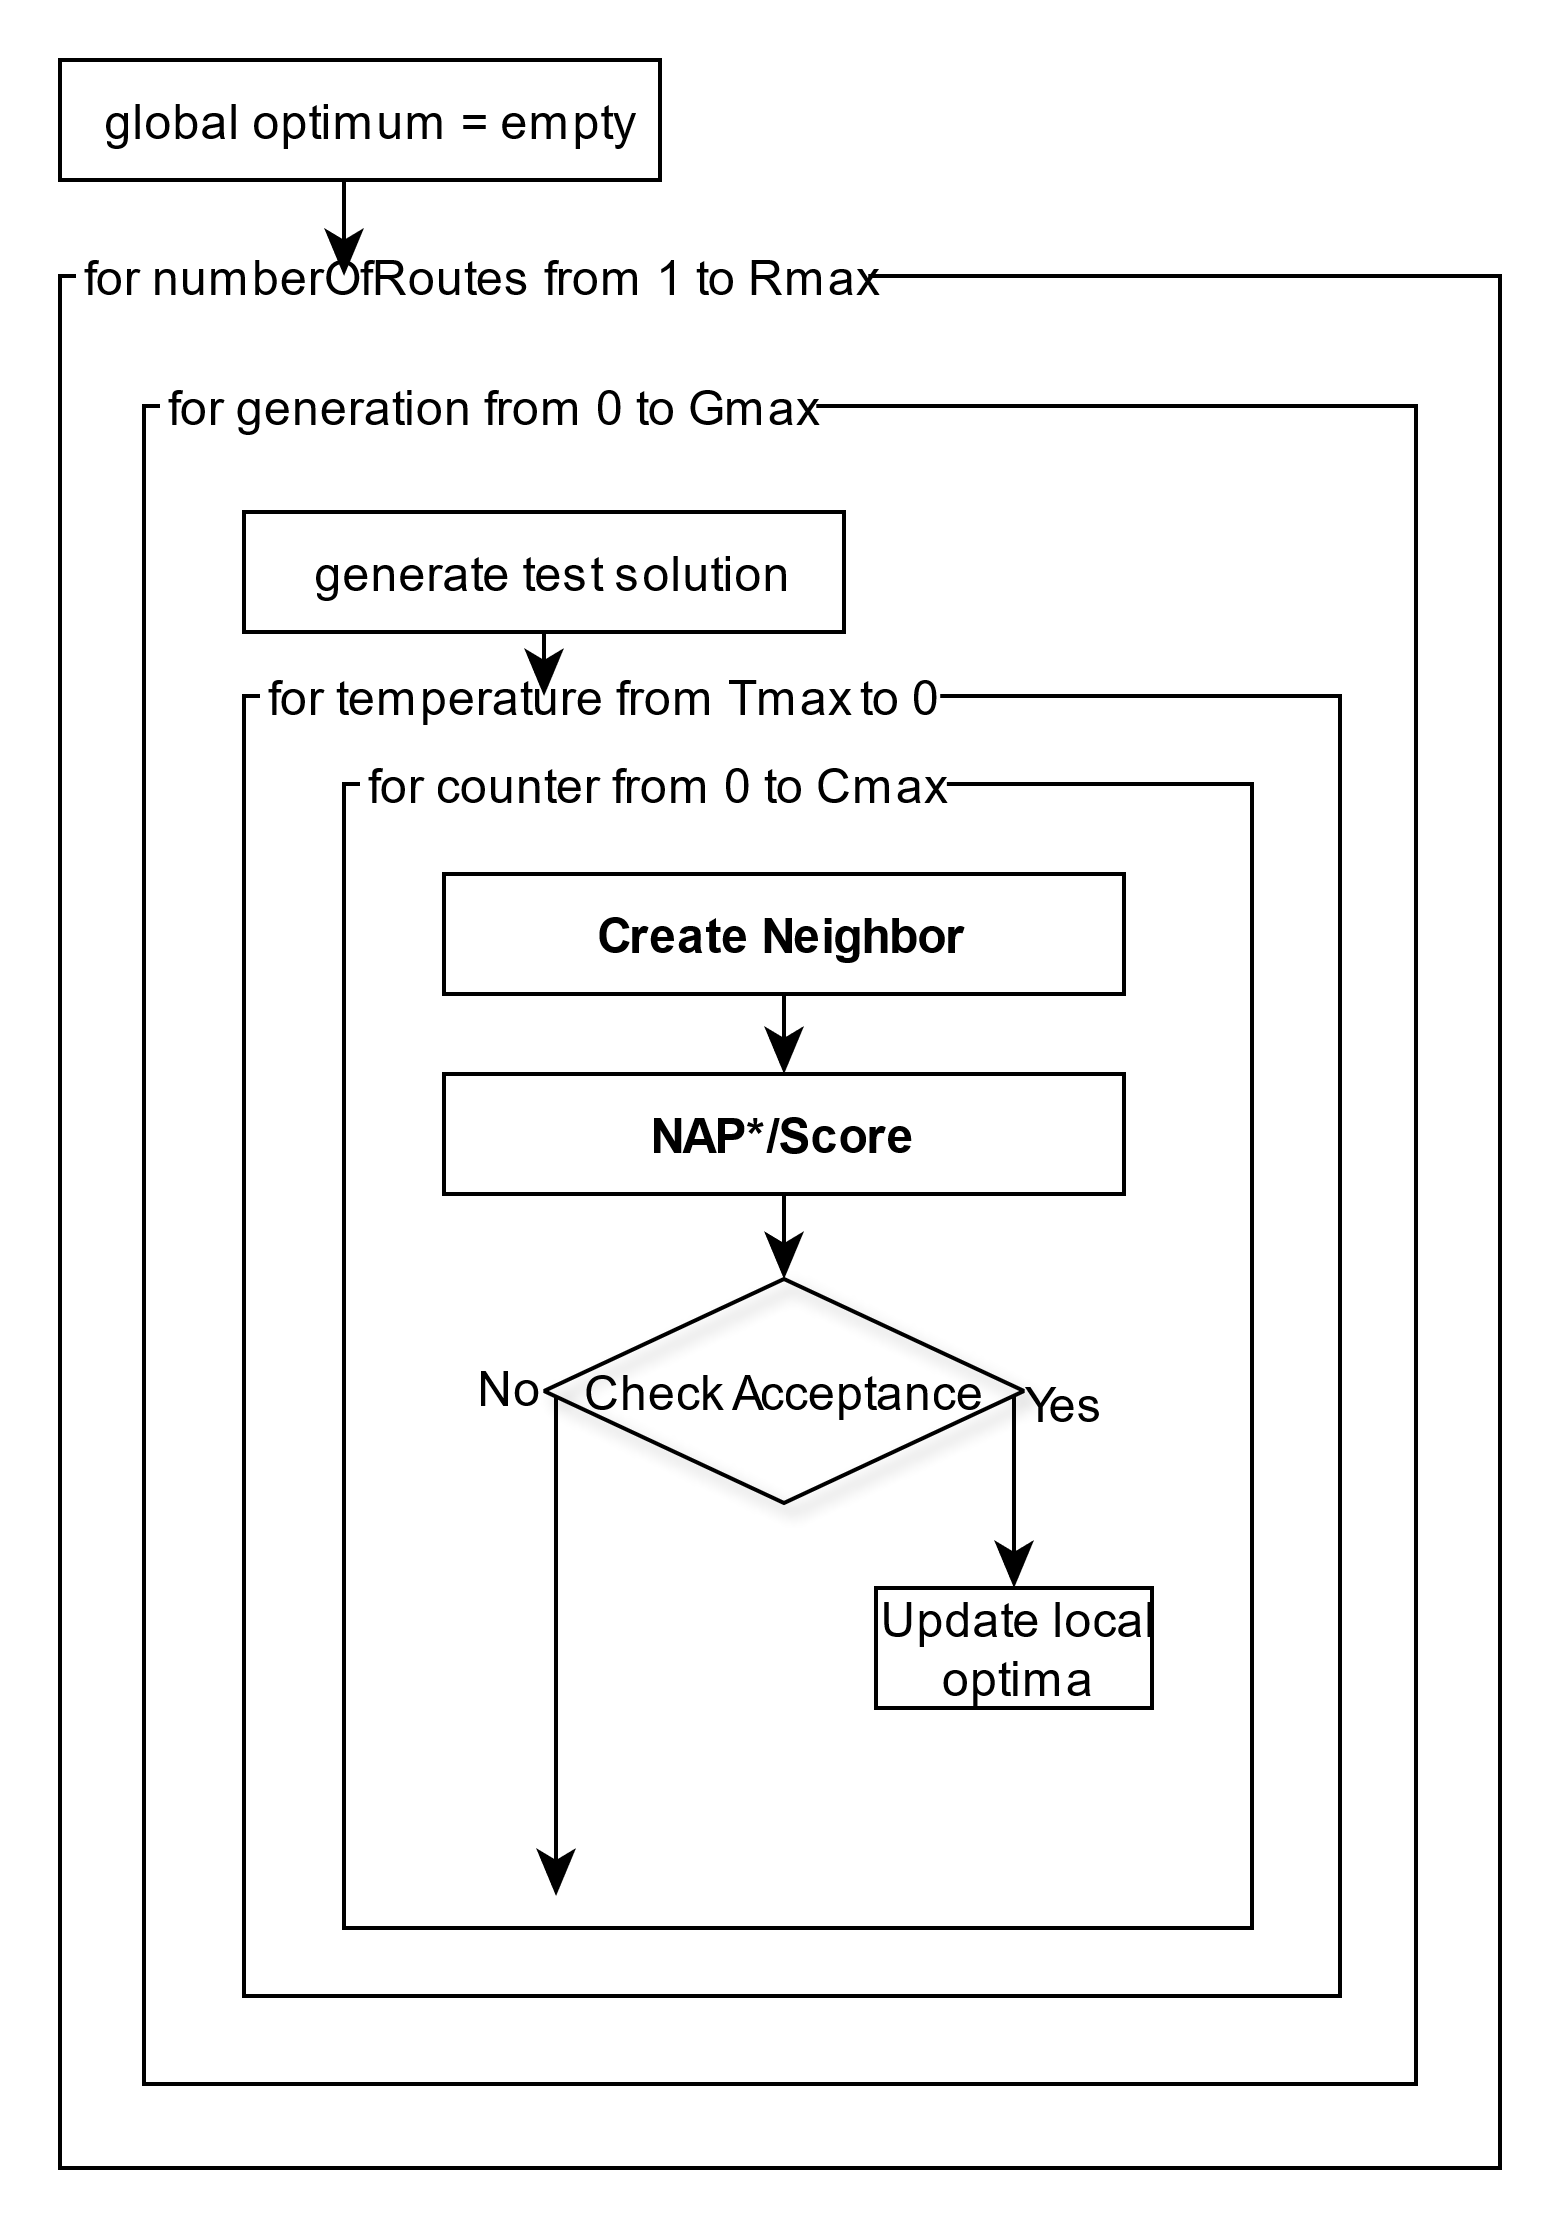 global optimum = empty
for numberOfRoutes from 1 to Rmax
for generation from 0 to Gmax
generate test solution
for temperature from Tmax to 0
for counter from 0 to Cmax
Create Neighbor
NAP*/Score
No
Check Acceptance
Yes
Update local
optima